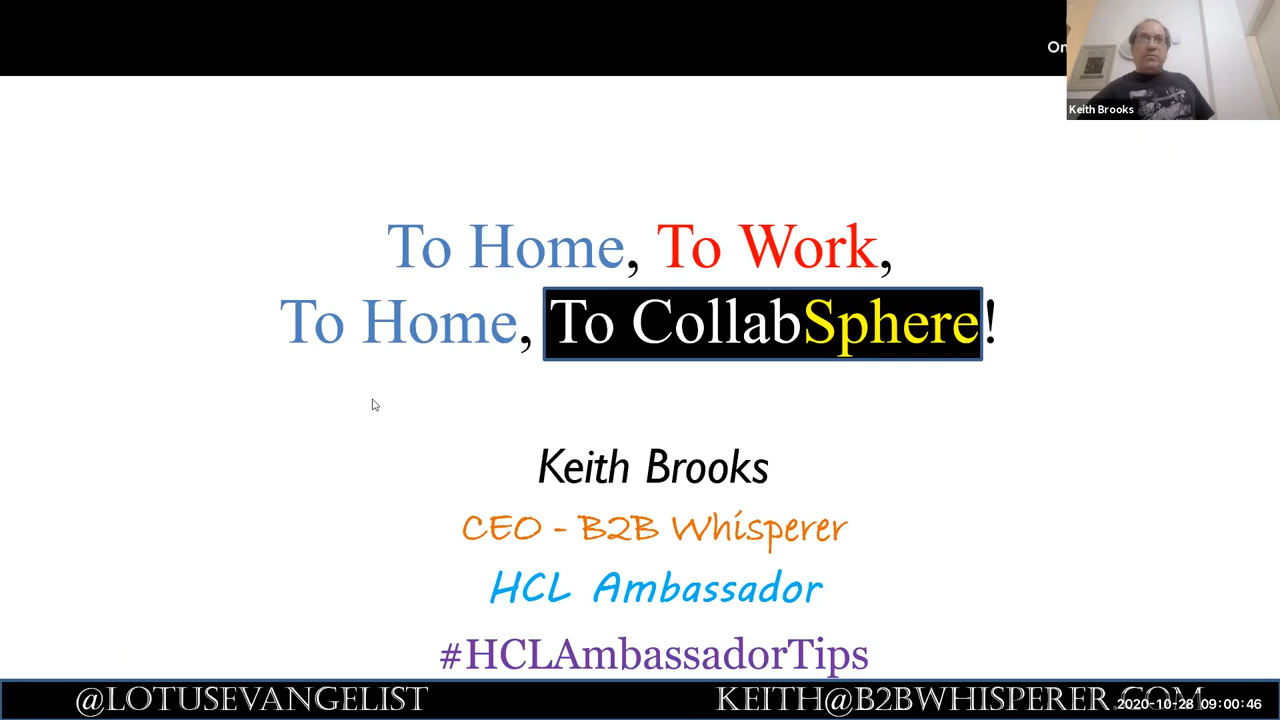 On
Keith Brooks
To Home, To Work,
To Home, To CollabSphere!
Keith Brooks
CEO - B2B Whisperer
HCL Ambassador
#HCLAmbassadorTips
@LOTUSEVANGELIST
KEITH@B2BWHISPERER.COM
2020-10-28 09:00:46